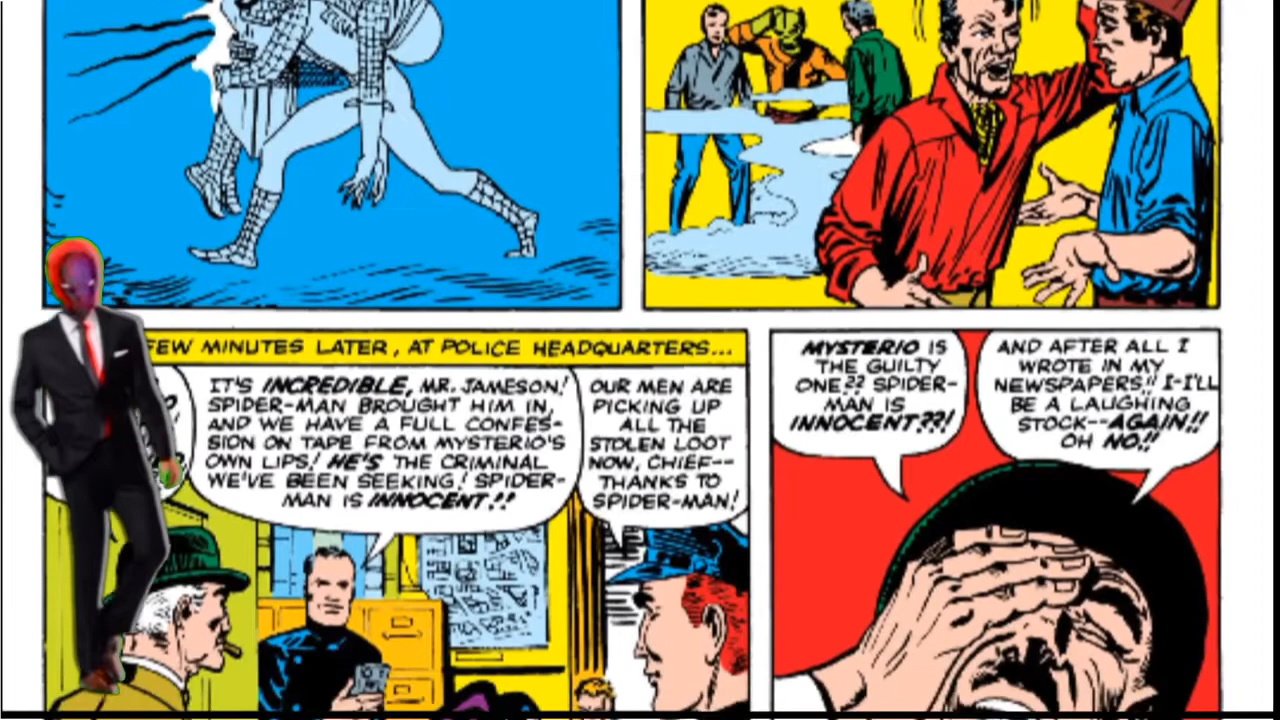 FEW MINUTES LATER, AT POLICE HEADQUARTERS...
IT'S INCREDIBLE, MR. JAMESON!
SPIDER-MAN BROUGHT HIM IN,
AND WE HAVE A FULL CONFES-
SION ON TAPE FROM MYSTERIO'S
OWN LIPS! HE'S THE CRIMINAL
WE'VE BEEN SEEKING! SPIDER-
MAN IS INNOCENT!!
OUR MEN ARE
PICKING UP
ALL THE
STOLEN LOOT
NOW, CHIEF--
THANKS TO
SPIDER-MAN!
MYSTERIO IS
THE GUILTY
ONE?? SPIDER-
MAN IS
INNOCENT??!
AND AFTER ALL I
WROTE IN MY
NEWSPAPERS!! I-I'LL
BE A LAUGHING
STOCK--AGAIN!!
OH NO!!